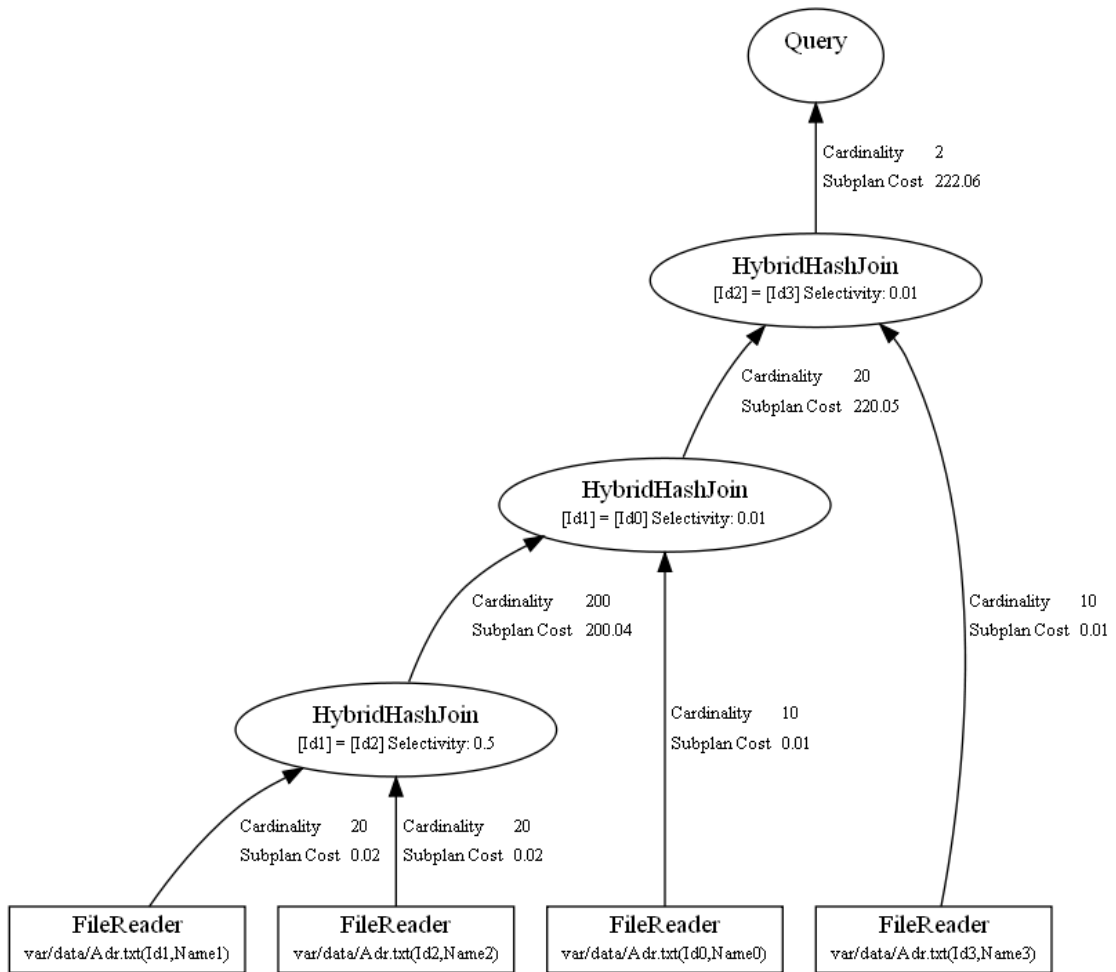 Query
Cardinality 2
Subplan Cost 222.06
HybridHashJoin
[Id2] = [Id3] Selectivity: 0.01
Cardinality 20
Subplan Cost 220.05
HybridHashJoin
[Id1] = [Id0] Selectivity: 0.01
Cardinality 200
Subplan Cost 200.04
Cardinality 10
Subplan Cost 0.01
HybridHashJoin
[Id1] = [Id2] Selectivity: 0.5
Cardinality 10
Subplan Cost 0.01
Cardinality 20
Subplan Cost 0.02
Cardinality 20
Subplan Cost 0.02
FileReader
var/data/Adr.txt(Id1,Name1)
FileReader
var/data/Adr.txt(Id2,Name2)
FileReader
var/data/Adr.txt(Id0,Name0)
FileReader
var/data/Adr.txt(Id3,Name3)